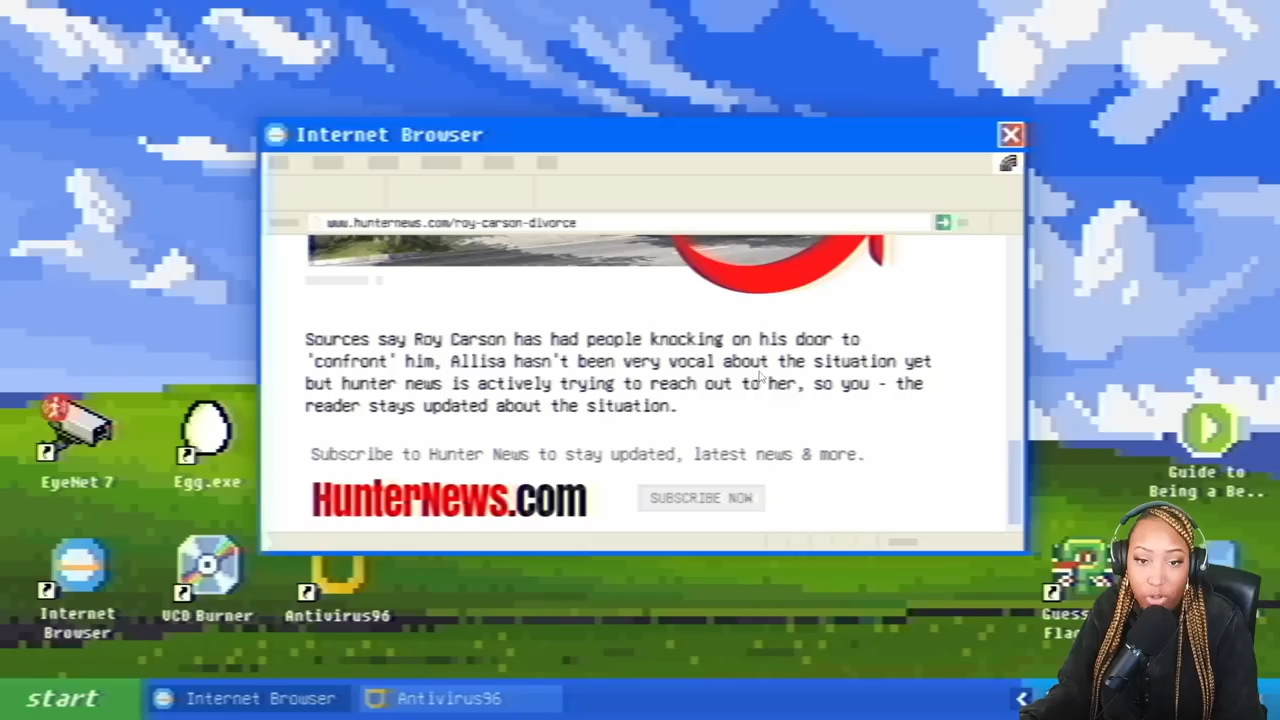 Internet Browser
www.hunternews.com/roy-carson-divorce
Sources say Roy Carson has had people knocking on his door to
'confront' him, Allisa hasn't been very vocal about the situation yet
but hunter news is actively trying to reach out to her, so you - the
reader stays updated about the situation.
Subscribe to Hunter News to stay updated, latest news & more.
HunterNews.com
SUBSCRIBE NOW
EyeNet 7
Egg.exe
Guide to
Being a Be..
Internet
Browser
VCD Burner
Antivirus96
Guess
Fla
start
Internet Browser
Antivirus96